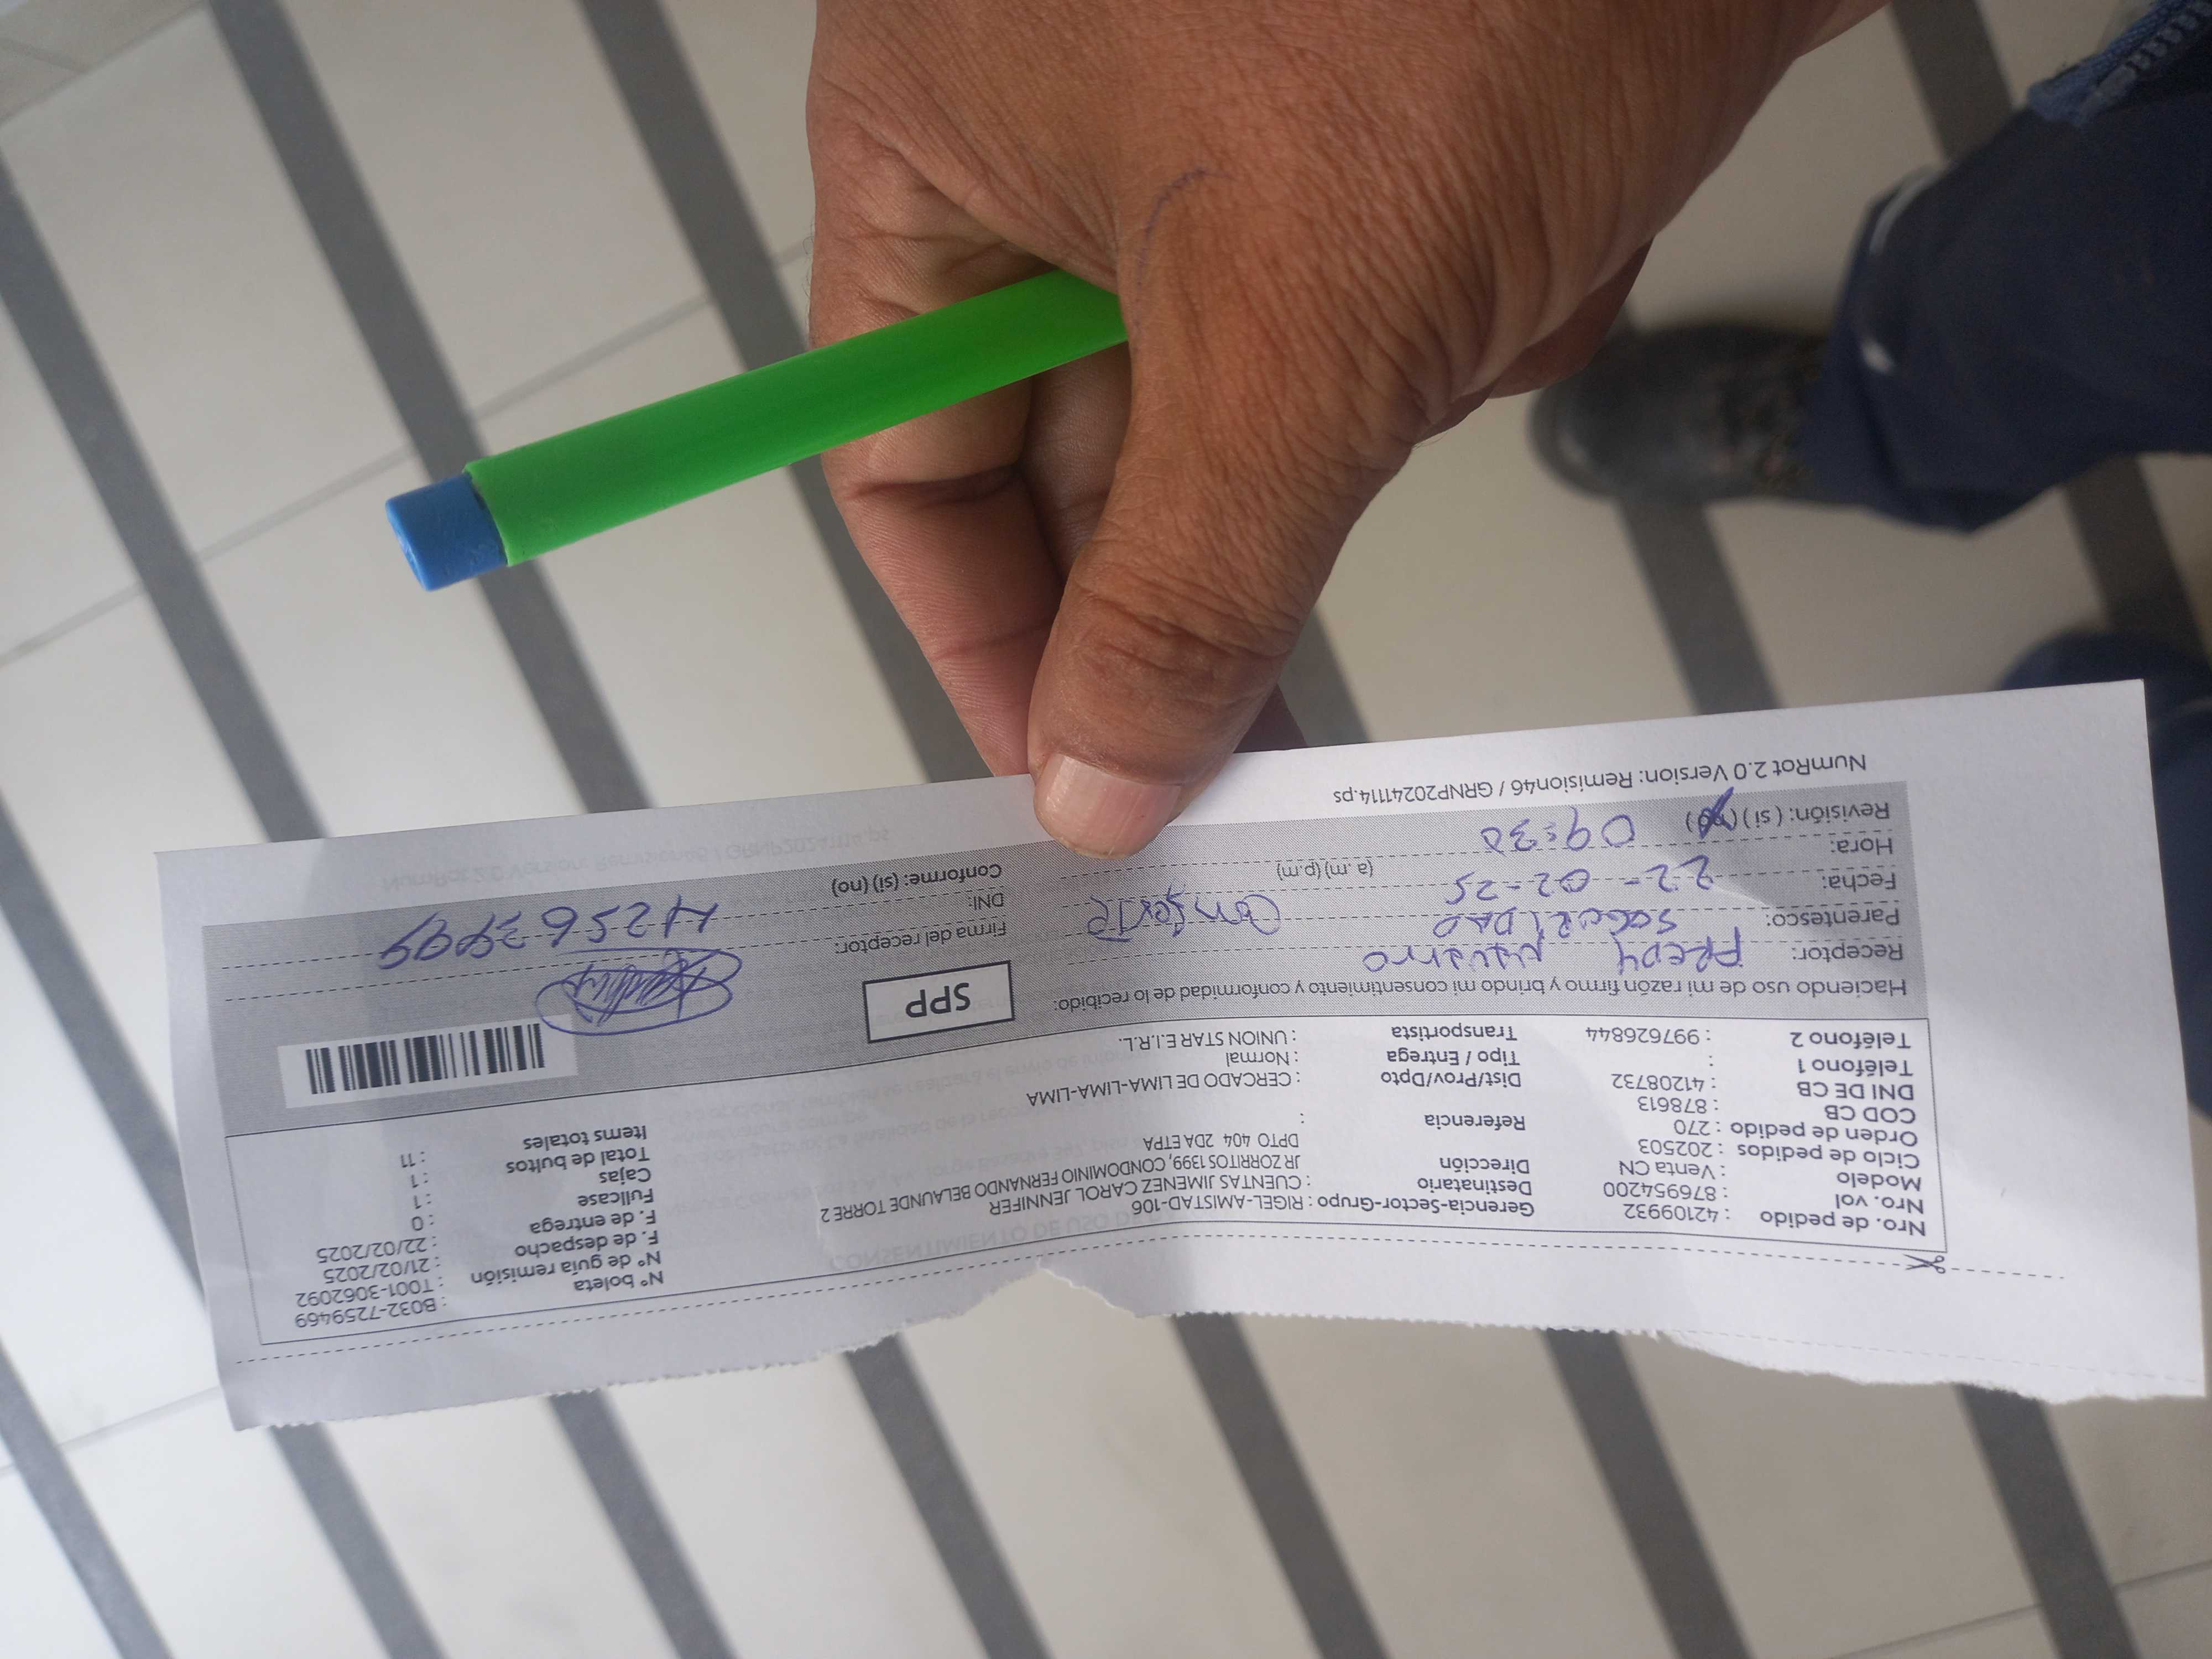 Nro. de pedido : 42109932
Nro. vol : 876954200
Modelo : Venta CN
Ciclo de pedidos : 202503
Orden de pedido : 270
COD CB : 878613
DNI DE CB : 41208732
Teléfono 1 :
Teléfono 2 : 997626844
Gerencia-Sector-Grupo : RIGEL-AMISTAD-106
Destinatario : CUENTAS JIMENEZ CAROL JENNIFER
Dirección JR ZORRITOS 1399, CONDOMINIO FERNANDO BELAUNDE TORRE 2
DPTO 404 2DA ETPA
Referencia :
Dist/Prov/Dpto : CERCADO DE LIMA-LIMA-LIMA
Tipo / Entrega : Normal
Transportista : UNION STAR E.I.R.L.
N° boleta : B032-7259469
N° de guía remisión : T001-3062092
F. de despacho : 21/02/2025
F. de entrega : 22/02/2025
Fullcase : 0
Cajas : 1
Total de bultos : 1
Items totales : 11
Haciendo uso de mi razón firmo y brindo mi consentimiento y conformidad de lo recibido:
SPP
Receptor: FREDY Navarro
Parentesco: SEGURIDAD
Fecha: 22-02-25
Hora: 09:30 (a.m) (p.m)
Revisión: (si) (no)
Firma del receptor:
DNI:
Conforme: (si) (no)
NumRot 2.0 Version: Remision46 / GRNP20241114.ps